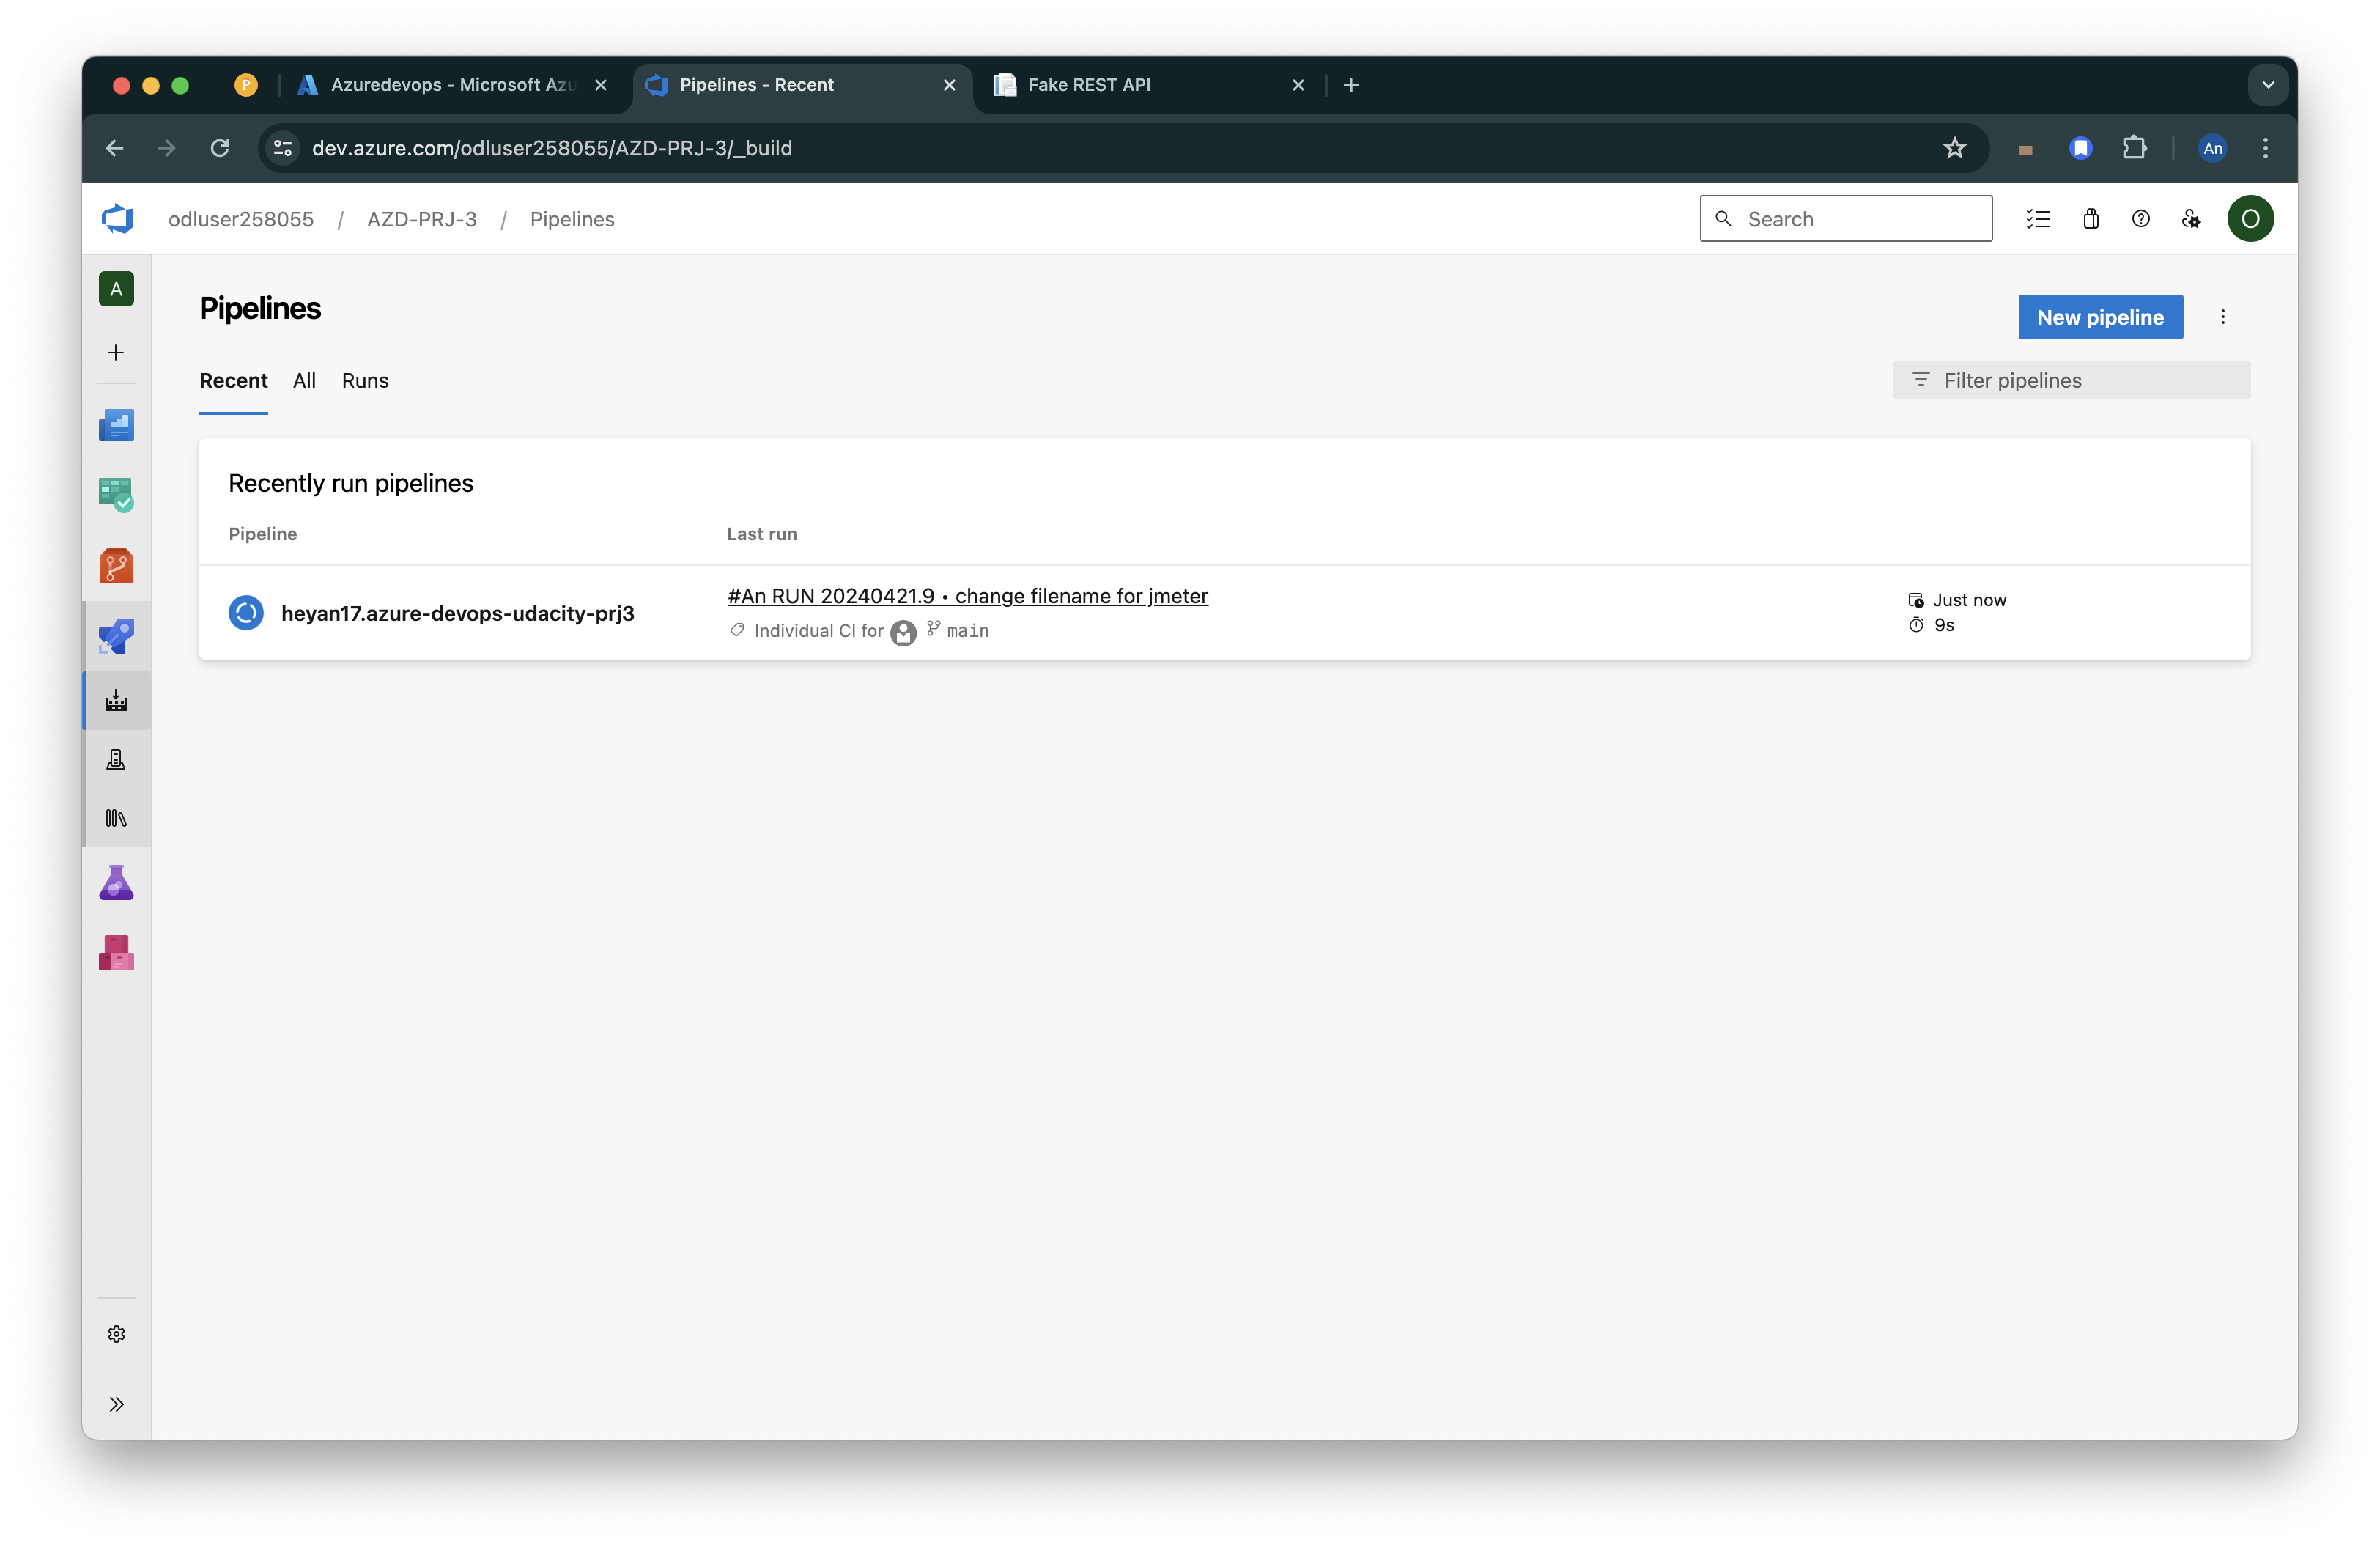 P
Azuredevops - Microsoft Azu
Pipelines - Recent
Fake REST API
dev.azure.com/odluser258055/AZD-PRJ-3/_build
An
odluser258055 / AZD-PRJ-3 / Pipelines
Search
O
A
Pipelines
New pipeline
Recent All Runs
Filter pipelines
Recently run pipelines
Pipeline Last run
heyan17.azure-devops-udacity-prj3
#An RUN 20240421.9 • change filename for jmeter
Individual CI for main
Just now
9s